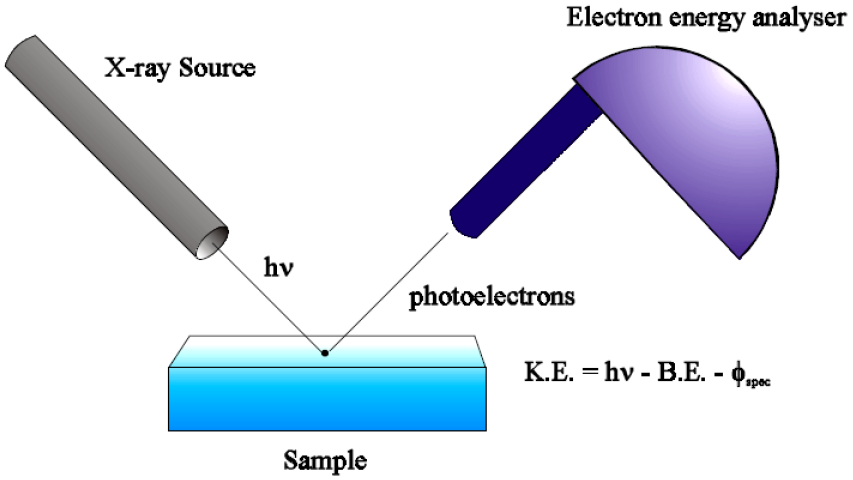 Electron energy analyser
X-ray Source
hν
photoelectrons
K.E. = hν - B.E. - ϕspec
Sample